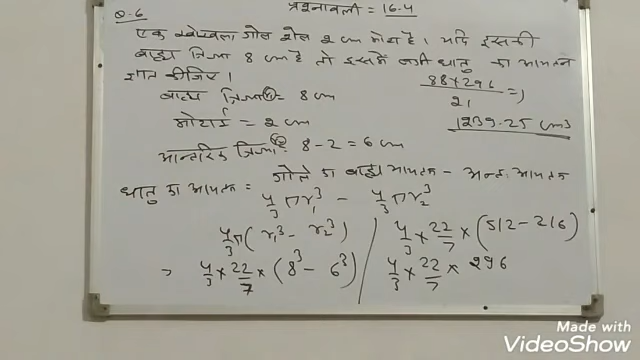 प्रश्नावली = 16.4
Q.6
एक खोखला गोल शेल 2 cm मोटा है। यदि इसकी
बाह्य त्रिज्या 8 cm है तो इसमें लगी धातु का आयतन
ज्ञात कीजिए।
बाह्य त्रिज्या = 8 cm
मोटाई = 2 cm
आन्तरिक त्रिज्या = 8 - 2 = 6 cm
88×296/21 =>
1239.25 cm3
धातु का आयतन = गोले का बाह्य आयतन - अन्तः आयतन
4/3 πr₁³ - 4/3 πr₂³
4/3 π(r₁³ - r₂³)
=> 4/3 × 22/7 × (8³ - 6³)
4/3 × 22/7 × (512 - 216)
4/3 × 22/7 × 296
Made with
VideoShow